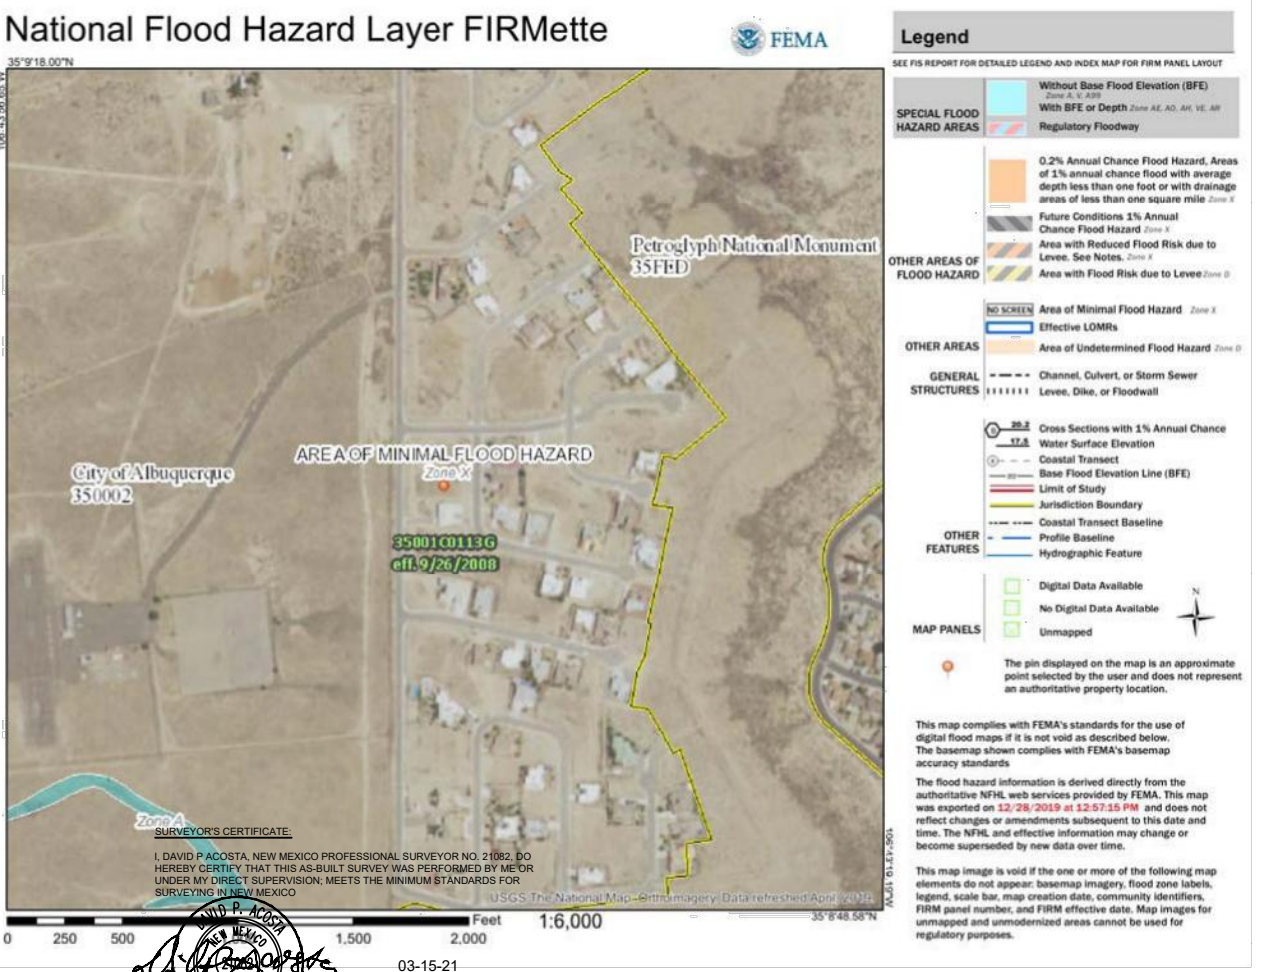 National Flood Hazard Layer FIRMette
FEMA
Legend
SEE FIS REPORT FOR DETAILED LEGEND AND INDEX MAP FOR FIRM PANEL LAYOUT
35°9'18.00"N
SPECIAL FLOOD
HAZARD AREAS
Without Base Flood Elevation (BFE)
Zone A, V, A99
With BFE or Depth Zone AE, AO, AH, VE, AR
Regulatory Floodway
0.2% Annual Chance Flood Hazard, Areas
of 1% annual chance flood with average
depth less than one foot or with drainage
areas of less than one square mile Zone X
Future Conditions 1% Annual
Chance Flood Hazard Zone X
Area with Reduced Flood Risk due to
Levee. See Notes. Zone X
Area with Flood Risk due to Levee Zone D
OTHER AREAS OF
FLOOD HAZARD
NO SCREEN Area of Minimal Flood Hazard Zone X
Effective LOMRs
OTHER AREAS
Area of Undetermined Flood Hazard Zone D
GENERAL
STRUCTURES
Channel, Culvert, or Storm Sewer
Levee, Dike, or Floodwall
20.2 Cross Sections with 1% Annual Chance
17.5 Water Surface Elevation
Coastal Transect
Base Flood Elevation Line (BFE)
Limit of Study
Jurisdiction Boundary
Coastal Transect Baseline
OTHER
FEATURES
Profile Baseline
Hydrographic Feature
Digital Data Available
No Digital Data Available
MAP PANELS
Unmapped
N
The pin displayed on the map is an approximate
point selected by the user and does not represent
an authoritative property location.
This map complies with FEMA's standards for the use of
digital flood maps if it is not void as described below.
The basemap shown complies with FEMA's basemap
accuracy standards
The flood hazard information is derived directly from the
authoritative NFHL web services provided by FEMA. This map
was exported on 12/28/2019 at 12:57:15 PM and does not
reflect changes or amendments subsequent to this date and
time. The NFHL and effective information may change or
become superseded by new data over time.
This map image is void if the one or more of the following map
elements do not appear: basemap imagery, flood zone labels,
legend, scale bar, map creation date, community identifiers,
FIRM panel number, and FIRM effective date. Map images for
unmapped and unmodernized areas cannot be used for
regulatory purposes.
Petroglyph National Monument
35FED
AREA OF MINIMAL FLOOD HAZARD
Zone X
City of Albuquerque
350002
35001C0113G
eff. 9/26/2008
Zone A
SURVEYOR'S CERTIFICATE:
I, DAVID P ACOSTA, NEW MEXICO PROFESSIONAL SURVEYOR NO. 21082, DO
HEREBY CERTIFY THAT THIS AS-BUILT SURVEY WAS PERFORMED BY ME OR
UNDER MY DIRECT SUPERVISION; MEETS THE MINIMUM STANDARDS FOR
SURVEYING IN NEW MEXICO
USGS The National Map: Orthoimagery. Data refreshed April
35°8'48.58"N
Feet
1:6,000
0 250 500 1,500 2,000
DAVID P. ACOSTA
NEW MEXICO
21082
03-15-21